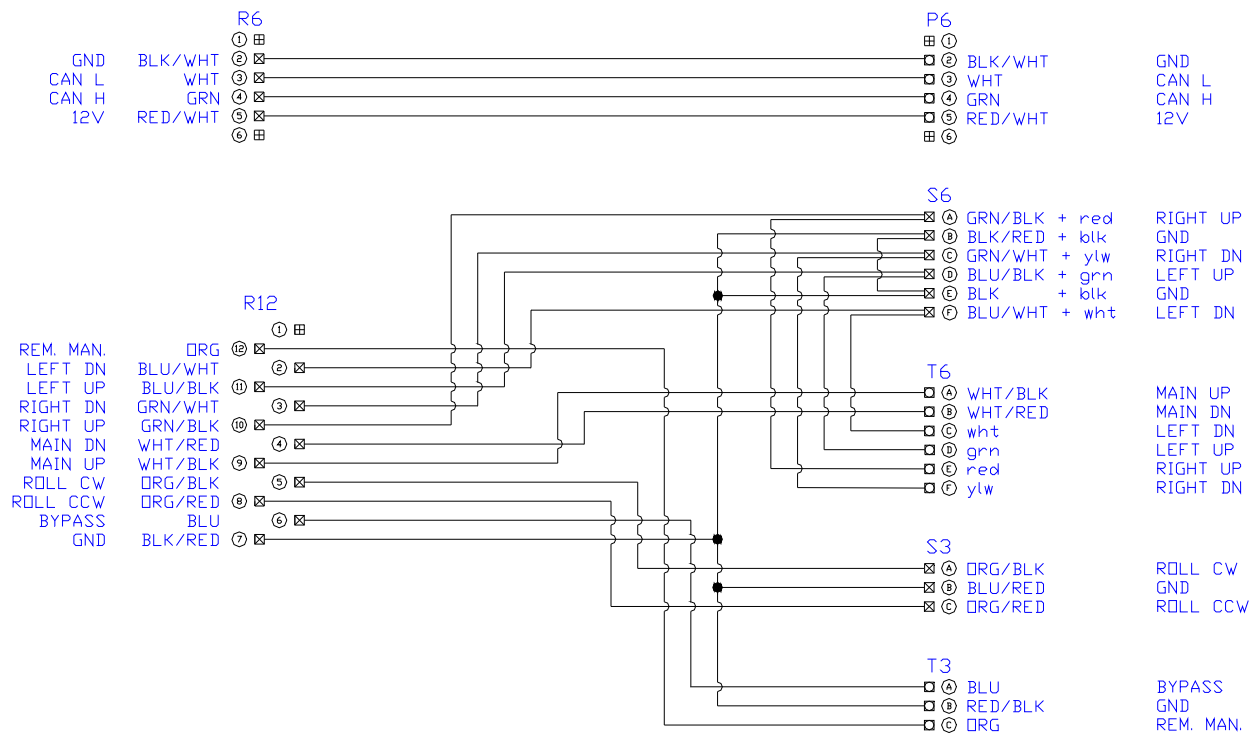 R6 P6
1 1
GND BLK/WHT 2 2 BLK/WHT GND
CAN L WHT 3 3 WHT CAN L
CAN H GRN 4 4 GRN CAN H
12V RED/WHT 5 5 RED/WHT 12V
6 6
S6
A GRN/BLK + red RIGHT UP
B BLK/RED + blk GND
C GRN/WHT + ylw RIGHT DN
D BLU/BLK + grn LEFT UP
E BLK + blk GND
F BLU/WHT + wht LEFT DN
R12
1
REM. MAN. ORG 12
LEFT DN BLU/WHT 2
LEFT UP BLU/BLK 11
RIGHT DN GRN/WHT 3
RIGHT UP GRN/BLK 10
MAIN DN WHT/RED 4
MAIN UP WHT/BLK 9
ROLL CW ORG/BLK 5
ROLL CCW ORG/RED 8
BYPASS BLU 6
GND BLK/RED 7
T6
A WHT/BLK MAIN UP
B WHT/RED MAIN DN
C wht LEFT DN
D grn LEFT UP
E red RIGHT UP
F ylw RIGHT DN
S3
A ORG/BLK ROLL CW
B BLU/RED GND
C ORG/RED ROLL CCW
T3
A BLU BYPASS
B RED/BLK GND
C ORG REM. MAN.